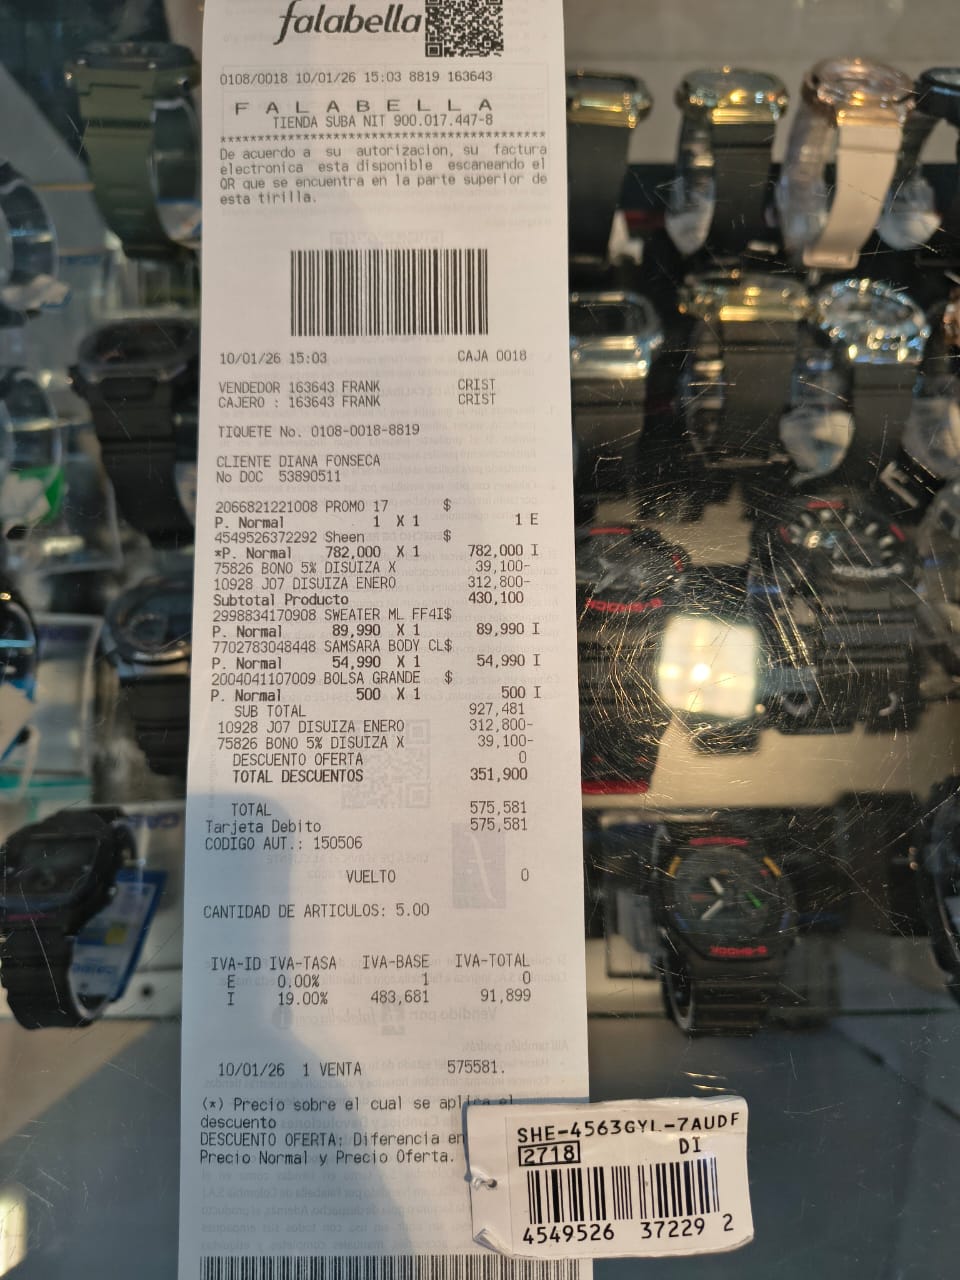 falabella
0108/0018 10/01/26 15:03 8819 163643
F A L A B E L L A
TIENDA SUBA NIT 900.017.447-8
******************************************
De acuerdo a su autorizacion, su factura
electronica esta disponible escaneando el
QR que se encuentra en la parte superior de
esta tirilla.
10/01/26 15:03 CAJA 0018
VENDEDOR 163643 FRANK CRIST
CAJERO : 163643 FRANK CRIST
TIQUETE No. 0108-0018-8819
CLIENTE DIANA FONSECA
No DOC 53890511
2066821221008 PROMO 17 $
P. Normal 1 X 1 1 E
4549526372292 Sheen $
*P. Normal 782,000 X 1 782,000 I
75826 BONO 5% DISUIZA X 39,100-
10928 J07 DISUIZA ENERO 312,800-
Subtotal Producto 430,100
2998834170908 SWEATER ML FF4I$
P. Normal 89,990 X 1 89,990 I
7702783048448 SAMSARA BODY CL$
P. Normal 54,990 X 1 54,990 I
2004041107009 BOLSA GRANDE $
P. Normal 500 X 1 500 I
SUB TOTAL 927,481
10928 J07 DISUIZA ENERO 312,800-
75826 BONO 5% DISUIZA X 39,100-
DESCUENTO OFERTA 0
TOTAL DESCUENTOS 351,900
TOTAL 575,581
Tarjeta Debito 575,581
CODIGO AUT.: 150506
VUELTO 0
CANTIDAD DE ARTICULOS: 5.00
IVA-ID IVA-TASA IVA-BASE IVA-TOTAL
E 0.00% 1 0
I 19.00% 483,681 91,899
10/01/26 1 VENTA 575581.
(*) Precio sobre el cual se aplica el
descuento
DESCUENTO OFERTA: Diferencia en
Precio Normal y Precio Oferta.
SHE-4563GYL-7AUDF
2718 DI
4549526 37229 2
G-SHOCK